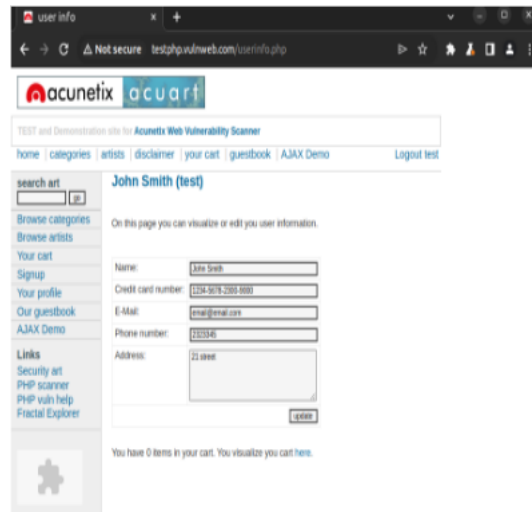 user info
Not secure testphp.vulnweb.com/userinfo.php
acunetix acuart
TEST and Demonstration site for Acunetix Web Vulnerability Scanner
home | categories | artists | disclaimer | your cart | guestbook | AJAX Demo
Logout test
search art
go
Browse categories
Browse artists
Your cart
Signup
Your profile
Our guestbook
AJAX Demo
Links
Security art
PHP scanner
PHP vuln help
Fractal Explorer
John Smith (test)
On this page you can visualize or edit you user information.
Name: John Smith
Credit card number:
E-Mail: email@email.com
Phone number: 2323345
Address: 21 street
update
You have 0 items in your cart. You visualize you cart here.